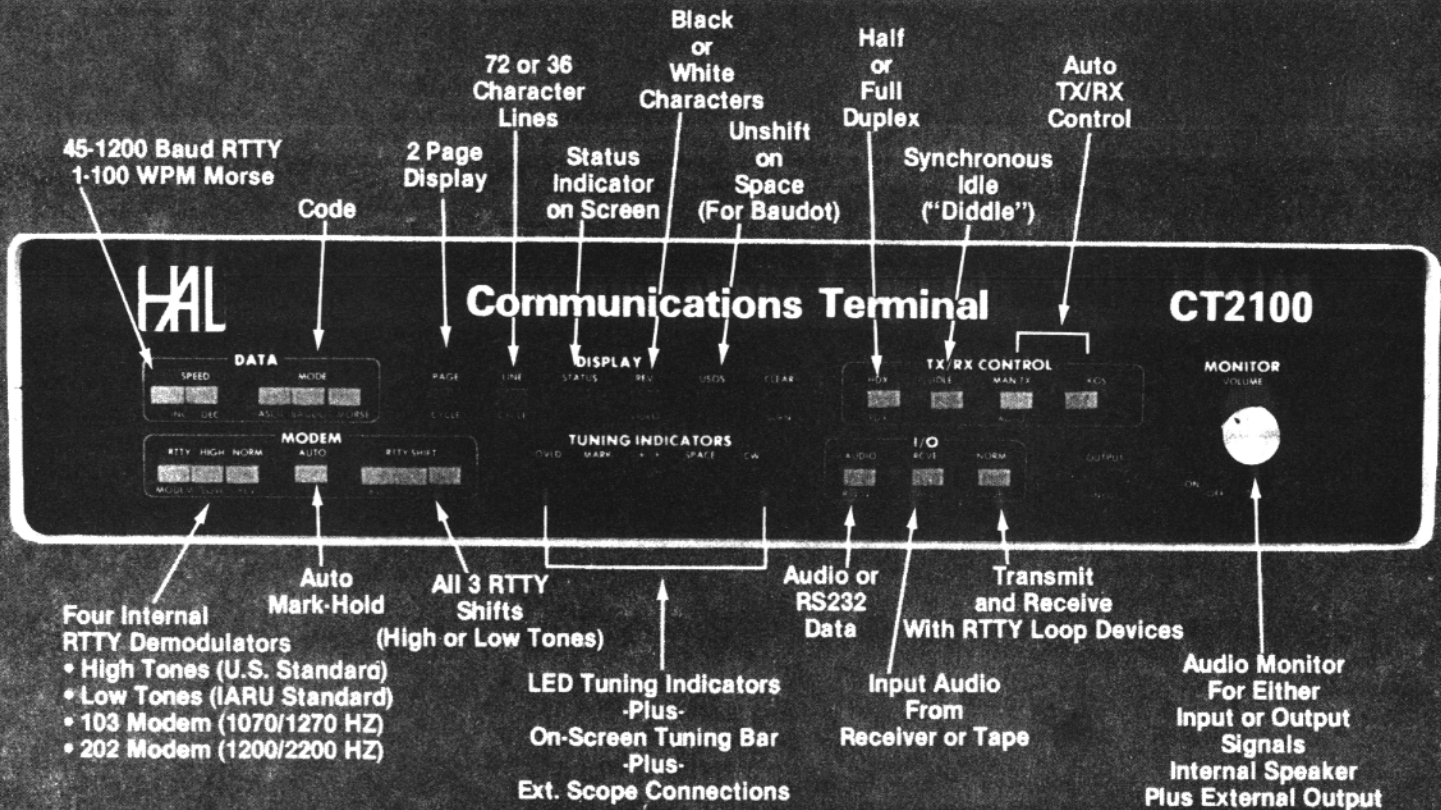 Black
or
White
Characters
Half
or
Full
Duplex
72 or 36
Character
Lines
Auto
TX/RX
Control
45-1200 Baud RTTY
1-100 WPM Morse
2 Page
Display
Status
Indicator
on Screen
Unshift
on
Space
(For Baudot)
Synchronous
Idle
("Diddle")
Code
HAL
Communications Terminal
CT2100
DATA
SPEED
MODE
INC DEC
ASCII BAUDOT MORSE
DISPLAY
PAGE
LINE
STATUS
REV.
USOS
CLEAR
CYCLE
CYCLE
VIDEO
TX/RX CONTROL
HDX
IDLE
MAN TX
KOS
MONITOR
VOLUME
MODEM
RTTY HIGH NORM
AUTO
RTTY SHIFT
MODEM
TUNING INDICATORS
OVLD
MARK
SPACE
CW
I/O
AUDIO
RCVE
NORM
OUTPUT
ON
OFF
Four Internal
RTTY Demodulators
• High Tones (U.S. Standard)
• Low Tones (IARU Standard)
• 103 Modem (1070/1270 HZ)
• 202 Modem (1200/2200 HZ)
Auto
Mark-Hold
All 3 RTTY
Shifts
(High or Low Tones)
LED Tuning Indicators
-Plus-
On-Screen Tuning Bar
-Plus-
Ext. Scope Connections
Audio or
RS232
Data
Input Audio
From
Receiver or Tape
Transmit
and Receive
With RTTY Loop Devices
Audio Monitor
For Either
Input or Output
Signals
Internal Speaker
Plus External Output